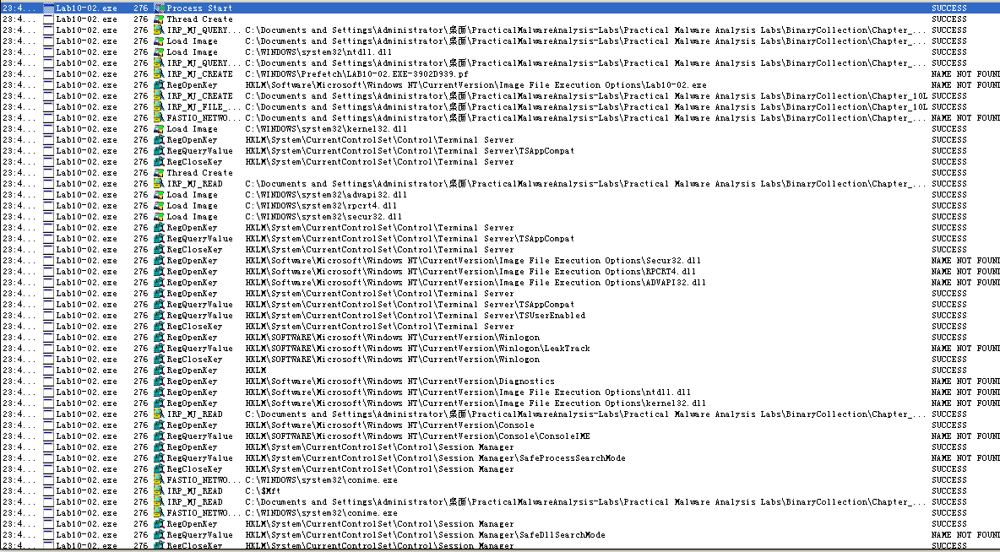 23:4... Lab10-02.exe 276 Process Start SUCCESS
23:4... Lab10-02.exe 276 Thread Create SUCCESS
23:4... Lab10-02.exe 276 IRP_MJ_QUERY... C:\Documents and Settings\Administrator\桌面\PracticalMalwareAnalysis-Labs\Practical Malware Analysis Labs\BinaryCollection\Chapter_... SUCCESS
23:4... Lab10-02.exe 276 Load Image C:\Documents and Settings\Administrator\桌面\PracticalMalwareAnalysis-Labs\Practical Malware Analysis Labs\BinaryCollection\Chapter_... SUCCESS
23:4... Lab10-02.exe 276 Load Image C:\WINDOWS\system32\ntdll.dll SUCCESS
23:4... Lab10-02.exe 276 IRP_MJ_QUERY... C:\Documents and Settings\Administrator\桌面\PracticalMalwareAnalysis-Labs\Practical Malware Analysis Labs\BinaryCollection\Chapter_... SUCCESS
23:4... Lab10-02.exe 276 IRP_MJ_CREATE C:\WINDOWS\Prefetch\LAB10-02.EXE-3902D939.pf NAME NOT FOUND
23:4... Lab10-02.exe 276 RegOpenKey HKLM\Software\Microsoft\Windows NT\CurrentVersion\Image File Execution Options\Lab10-02.exe NAME NOT FOUND
23:4... Lab10-02.exe 276 IRP_MJ_CREATE C:\Documents and Settings\Administrator\桌面\PracticalMalwareAnalysis-Labs\Practical Malware Analysis Labs\BinaryCollection\Chapter_10L SUCCESS
23:4... Lab10-02.exe 276 IRP_MJ_FILE_... C:\Documents and Settings\Administrator\桌面\PracticalMalwareAnalysis-Labs\Practical Malware Analysis Labs\BinaryCollection\Chapter_10L SUCCESS
23:4... Lab10-02.exe 276 FASTIO_NETWO... C:\Documents and Settings\Administrator\桌面\PracticalMalwareAnalysis-Labs\Practical Malware Analysis Labs\BinaryCollection\Chapter_... NAME NOT FOUND
23:4... Lab10-02.exe 276 Load Image C:\WINDOWS\system32\kernel32.dll SUCCESS
23:4... Lab10-02.exe 276 RegOpenKey HKLM\System\CurrentControlSet\Control\Terminal Server SUCCESS
23:4... Lab10-02.exe 276 RegQueryValue HKLM\System\CurrentControlSet\Control\Terminal Server\TSAppCompat SUCCESS
23:4... Lab10-02.exe 276 RegCloseKey HKLM\System\CurrentControlSet\Control\Terminal Server SUCCESS
23:4... Lab10-02.exe 276 Thread Create SUCCESS
23:4... Lab10-02.exe 276 IRP_MJ_READ C:\Documents and Settings\Administrator\桌面\PracticalMalwareAnalysis-Labs\Practical Malware Analysis Labs\BinaryCollection\Chapter_... SUCCESS
23:4... Lab10-02.exe 276 Load Image C:\WINDOWS\system32\advapi32.dll SUCCESS
23:4... Lab10-02.exe 276 Load Image C:\WINDOWS\system32\rpcrt4.dll SUCCESS
23:4... Lab10-02.exe 276 Load Image C:\WINDOWS\system32\secur32.dll SUCCESS
23:4... Lab10-02.exe 276 RegOpenKey HKLM\System\CurrentControlSet\Control\Terminal Server SUCCESS
23:4... Lab10-02.exe 276 RegQueryValue HKLM\System\CurrentControlSet\Control\Terminal Server\TSAppCompat SUCCESS
23:4... Lab10-02.exe 276 RegCloseKey HKLM\System\CurrentControlSet\Control\Terminal Server SUCCESS
23:4... Lab10-02.exe 276 RegOpenKey HKLM\Software\Microsoft\Windows NT\CurrentVersion\Image File Execution Options\Secur32.dll NAME NOT FOUND
23:4... Lab10-02.exe 276 RegOpenKey HKLM\Software\Microsoft\Windows NT\CurrentVersion\Image File Execution Options\RPCRT4.dll NAME NOT FOUND
23:4... Lab10-02.exe 276 RegOpenKey HKLM\Software\Microsoft\Windows NT\CurrentVersion\Image File Execution Options\ADVAPI32.dll NAME NOT FOUND
23:4... Lab10-02.exe 276 RegOpenKey HKLM\System\CurrentControlSet\Control\Terminal Server SUCCESS
23:4... Lab10-02.exe 276 RegQueryValue HKLM\System\CurrentControlSet\Control\Terminal Server\TSAppCompat SUCCESS
23:4... Lab10-02.exe 276 RegQueryValue HKLM\System\CurrentControlSet\Control\Terminal Server\TSUserEnabled SUCCESS
23:4... Lab10-02.exe 276 RegCloseKey HKLM\System\CurrentControlSet\Control\Terminal Server SUCCESS
23:4... Lab10-02.exe 276 RegOpenKey HKLM\SOFTWARE\Microsoft\Windows NT\CurrentVersion\Winlogon SUCCESS
23:4... Lab10-02.exe 276 RegQueryValue HKLM\SOFTWARE\Microsoft\Windows NT\CurrentVersion\Winlogon\LeakTrack NAME NOT FOUND
23:4... Lab10-02.exe 276 RegCloseKey HKLM\SOFTWARE\Microsoft\Windows NT\CurrentVersion\Winlogon SUCCESS
23:4... Lab10-02.exe 276 RegOpenKey HKLM SUCCESS
23:4... Lab10-02.exe 276 RegOpenKey HKLM\Software\Microsoft\Windows NT\CurrentVersion\Diagnostics NAME NOT FOUND
23:4... Lab10-02.exe 276 RegOpenKey HKLM\Software\Microsoft\Windows NT\CurrentVersion\Image File Execution Options\ntdll.dll NAME NOT FOUND
23:4... Lab10-02.exe 276 RegOpenKey HKLM\Software\Microsoft\Windows NT\CurrentVersion\Image File Execution Options\kernel32.dll NAME NOT FOUND
23:4... Lab10-02.exe 276 IRP_MJ_READ C:\Documents and Settings\Administrator\桌面\PracticalMalwareAnalysis-Labs\Practical Malware Analysis Labs\BinaryCollection\Chapter_... SUCCESS
23:4... Lab10-02.exe 276 RegOpenKey HKLM\Software\Microsoft\Windows NT\CurrentVersion\Console SUCCESS
23:4... Lab10-02.exe 276 RegQueryValue HKLM\SOFTWARE\Microsoft\Windows NT\CurrentVersion\Console\ConsoleIME NAME NOT FOUND
23:4... Lab10-02.exe 276 RegOpenKey HKLM\System\CurrentControlSet\Control\Session Manager SUCCESS
23:4... Lab10-02.exe 276 RegQueryValue HKLM\System\CurrentControlSet\Control\Session Manager\SafeProcessSearchMode NAME NOT FOUND
23:4... Lab10-02.exe 276 RegCloseKey HKLM\System\CurrentControlSet\Control\Session Manager SUCCESS
23:4... Lab10-02.exe 276 FASTIO_NETWO... C:\WINDOWS\system32\conime.exe SUCCESS
23:4... Lab10-02.exe 276 IRP_MJ_READ C:\$Mft SUCCESS
23:4... Lab10-02.exe 276 IRP_MJ_READ C:\Documents and Settings\Administrator\桌面\PracticalMalwareAnalysis-Labs\Practical Malware Analysis Labs\BinaryCollection\Chapter_... SUCCESS
23:4... Lab10-02.exe 276 FASTIO_NETWO... C:\WINDOWS\system32\conime.exe SUCCESS
23:4... Lab10-02.exe 276 RegOpenKey HKLM\System\CurrentControlSet\Control\Session Manager SUCCESS
23:4... Lab10-02.exe 276 RegQueryValue HKLM\System\CurrentControlSet\Control\Session Manager\SafeDllSearchMode NAME NOT FOUND
23:4... Lab10-02.exe 276 RegCloseKey HKLM\System\CurrentControlSet\Control\Session Manager SUCCESS